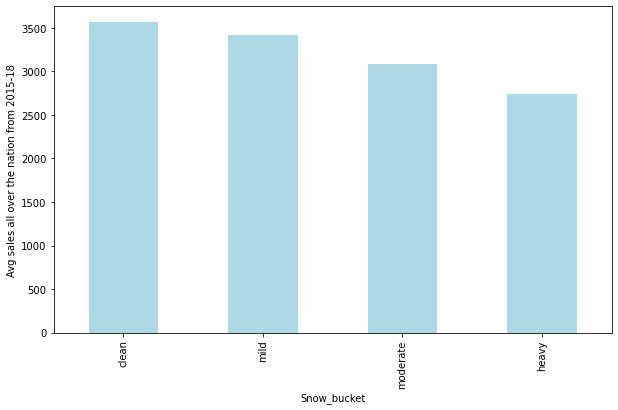 3500
3000
2500
2000
1500
1000
500
0
Avg sales all over the nation from 2015-18
clean
mild
moderate
heavy
Snow_bucket